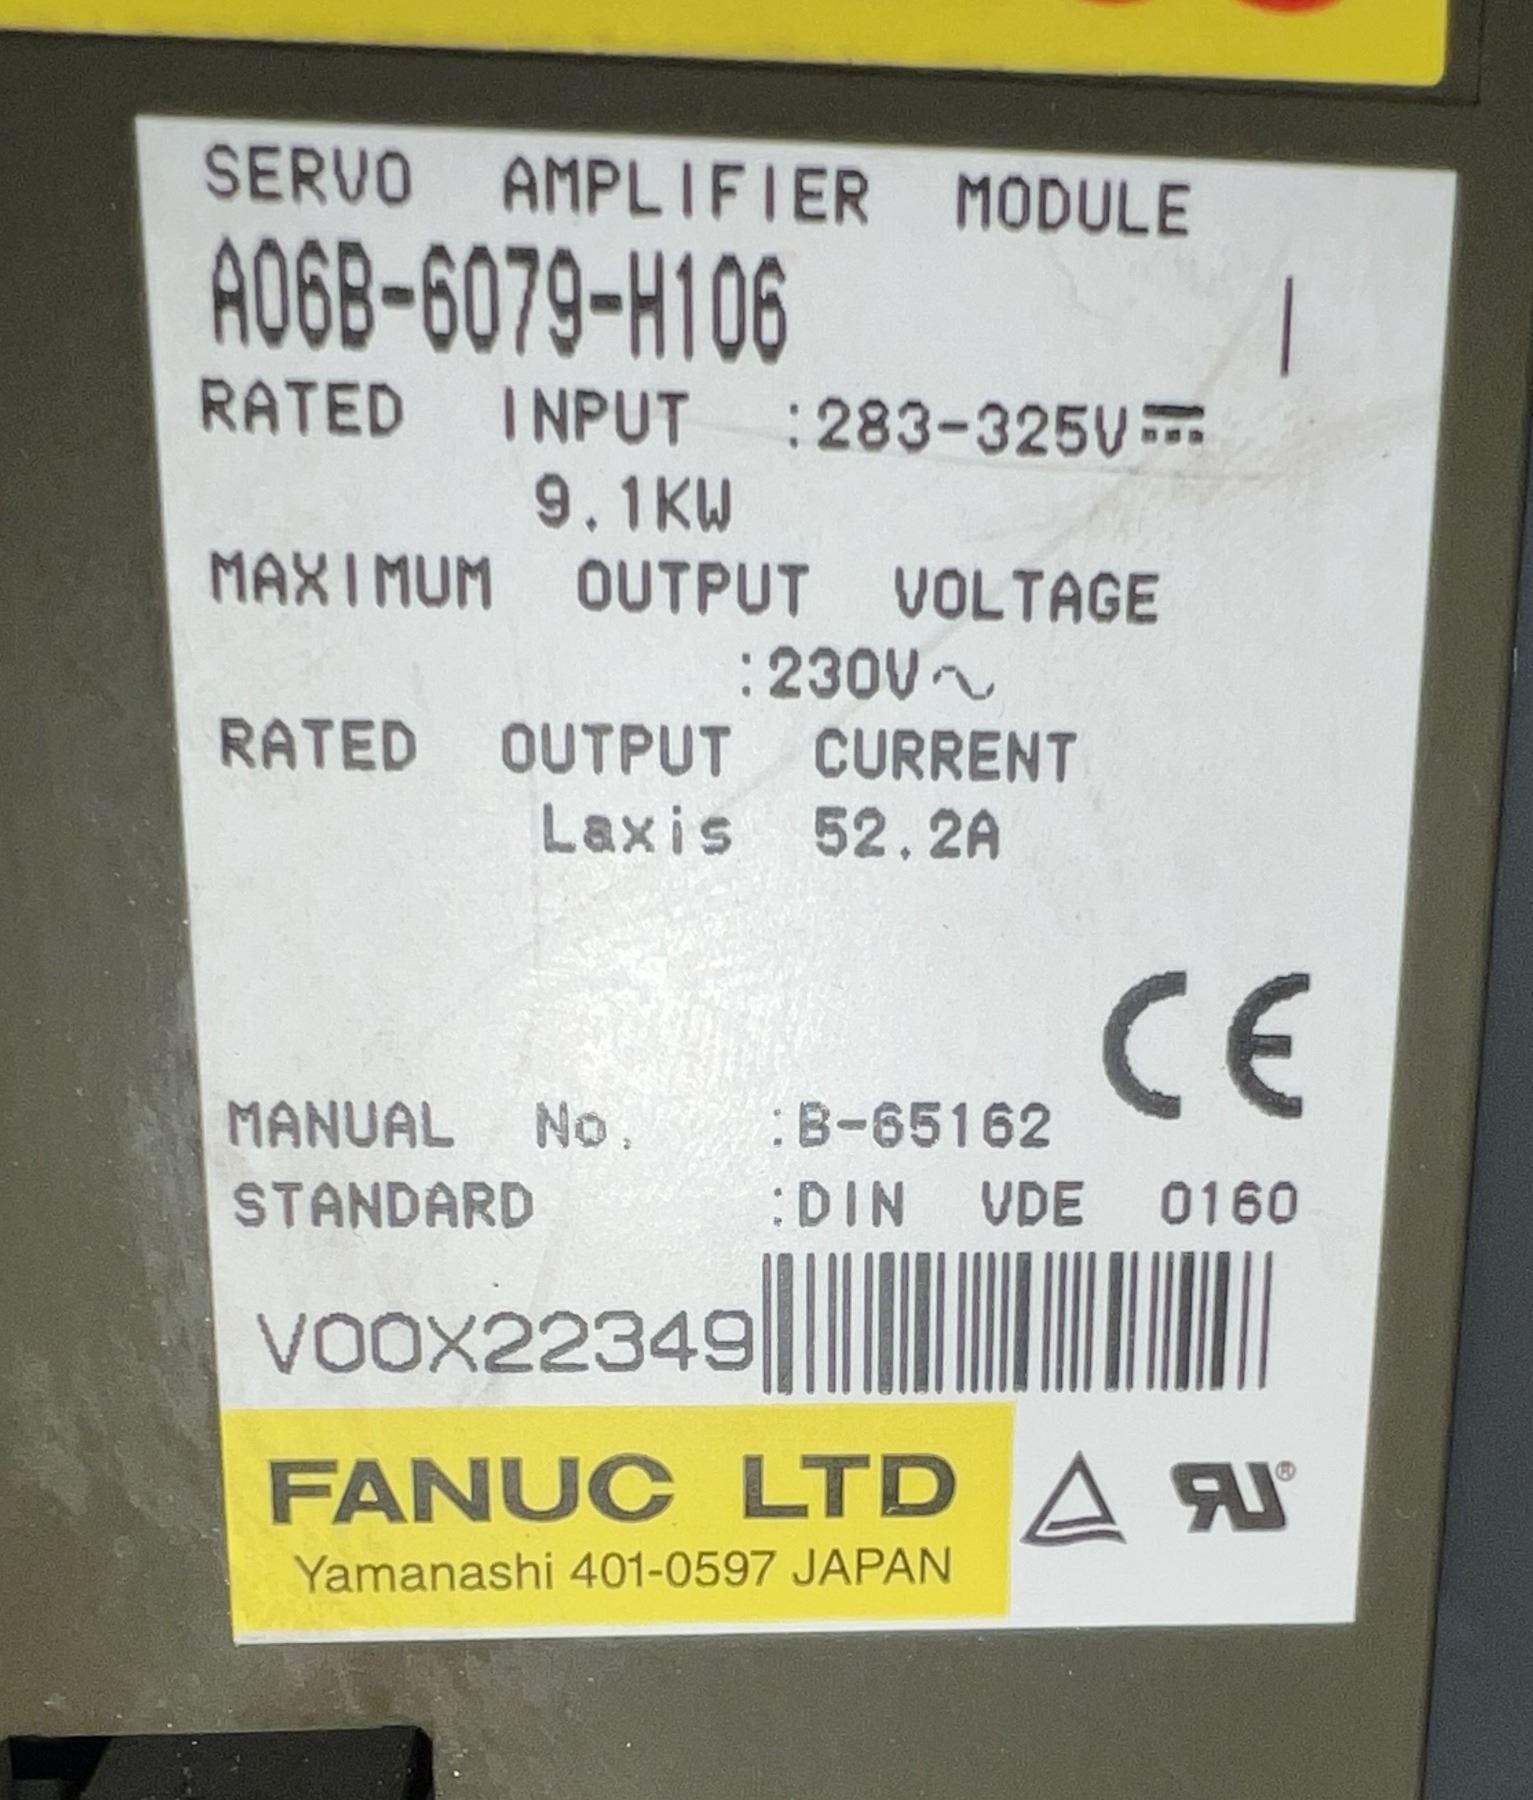 SERVO AMPLIFIER MODULE
A06B-6079-H106 |
RATED INPUT :283-325V⎓
9.1KW
MAXIMUM OUTPUT VOLTAGE
:230V~
RATED OUTPUT CURRENT
Laxis 52.2A
CE
MANUAL No. :B-65162
STANDARD :DIN VDE 0160
V00X22349
FANUC LTD
Yamanashi 401-0597 JAPAN
RU®